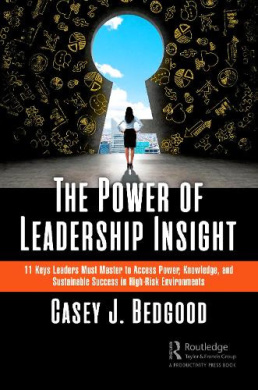 THE POWER OF
LEADERSHIP INSIGHT
11 Keys Leaders Must Master to Access Power, Knowledge, and
Sustainable Success in High-Risk Environments
CASEY J. BEDGOOD
Routledge
Taylor & Francis Group
A PRODUCTIVITY PRESS BOOK